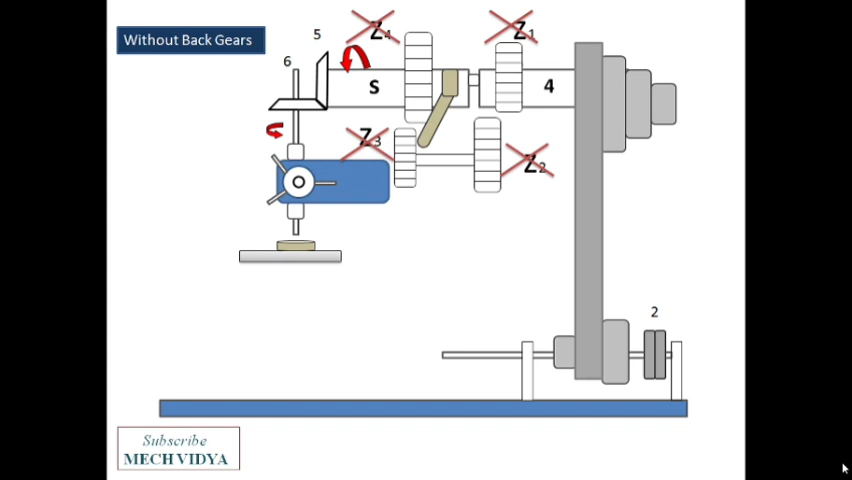 Without Back Gears
Z4
Z1
5
6
S
4
Z3
Z2
2
Subscribe
MECH VIDYA